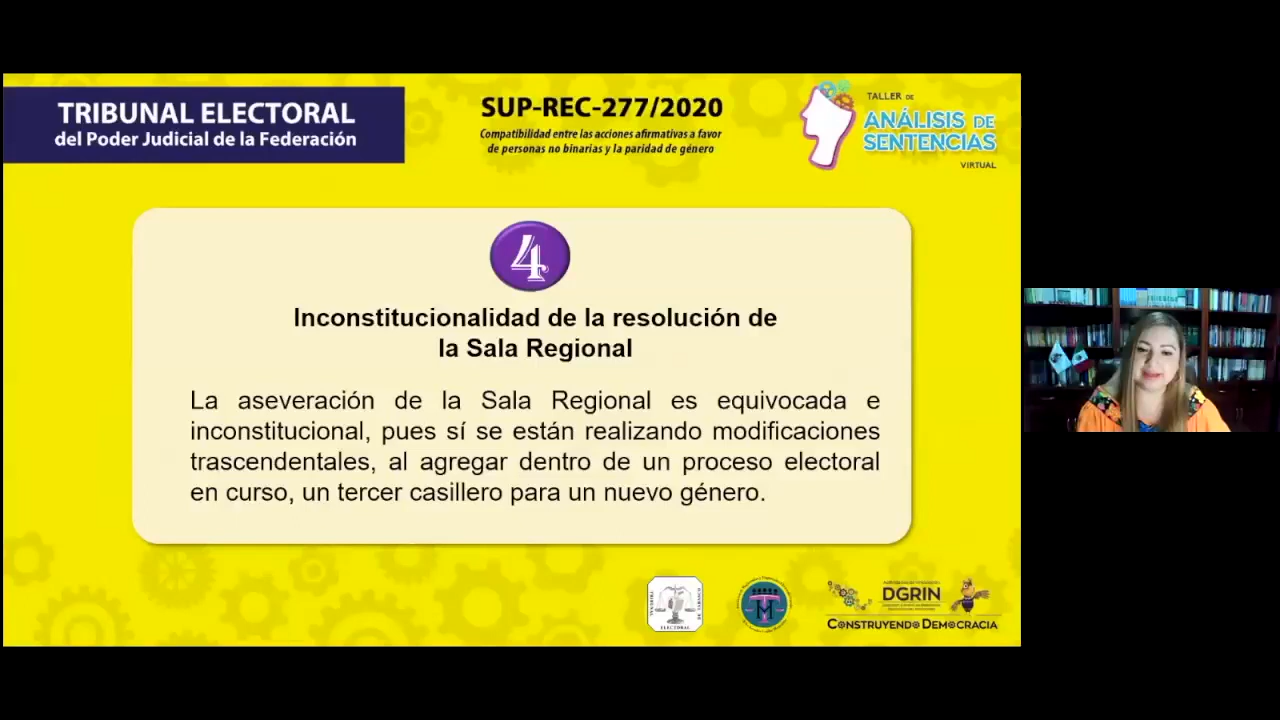 TRIBUNAL ELECTORAL
del Poder Judicial de la Federación
SUP-REC-277/2020
Compatibilidad entre las acciones afirmativas a favor
de personas no binarias y la paridad de género
TALLER DE
ANÁLISIS DE
SENTENCIAS
VIRTUAL
4
Inconstitucionalidad de la resolución de
la Sala Regional
La aseveración de la Sala Regional es equivocada e
inconstitucional, pues sí se están realizando modificaciones
trascendentales, al agregar dentro de un proceso electoral
en curso, un tercer casillero para un nuevo género.
TRIBUNAL
ELECTORAL
DE TABASCO
DGRIN
CONSTRUYENDO DEMOCRACIA